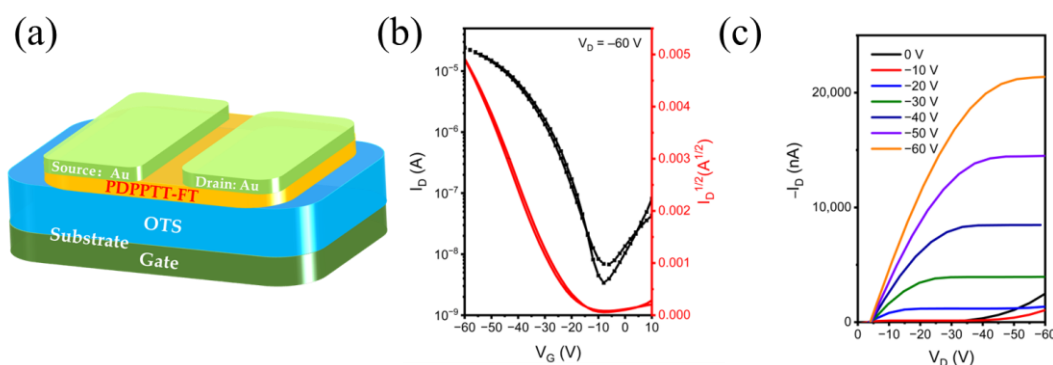 (a)
Source: Au
Drain: Au
PDPPTT-FT
OTS
Substrate
Gate
(b)
V_D = −60 V
10⁻⁵
10⁻⁶
10⁻⁷
10⁻⁸
10⁻⁹
I_D (A)
0.005
0.004
0.003
0.002
0.001
0.000
I_D^1/2(A^1/2)
−60 −50 −40 −30 −20 −10 0 10
V_G (V)
(c)
0 V
−10 V
−20 V
−30 V
−40 V
−50 V
−60 V
20,000
10,000
0
−I_D (nA)
0 −10 −20 −30 −40 −50 −60
V_D (V)